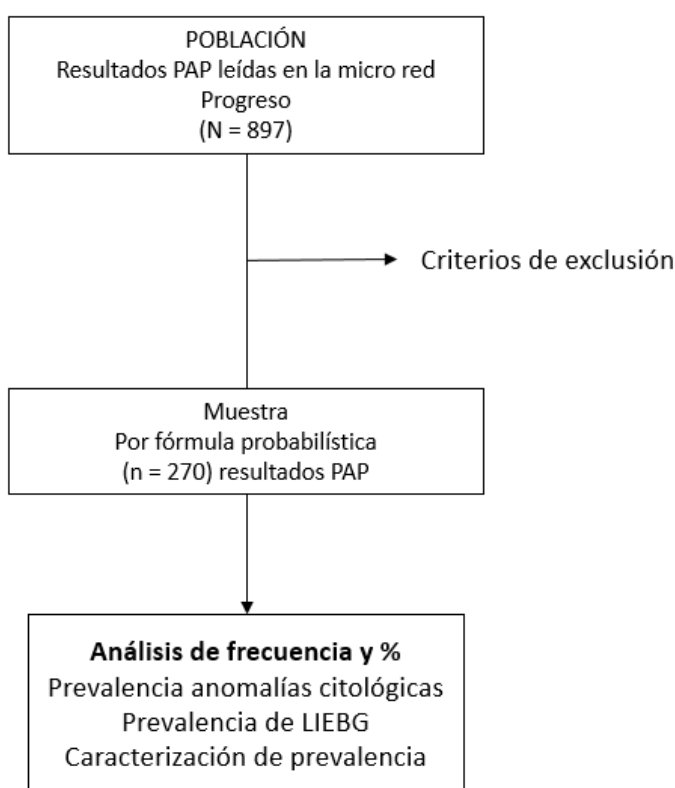 POBLACIÓN
Resultados PAP leídas en la micro red
Progreso
(N = 897)
Criterios de exclusión
Muestra
Por fórmula probabilística
(n = 270) resultados PAP
Análisis de frecuencia y %
Prevalencia anomalías citológicas
Prevalencia de LIEBG
Caracterización de prevalencia